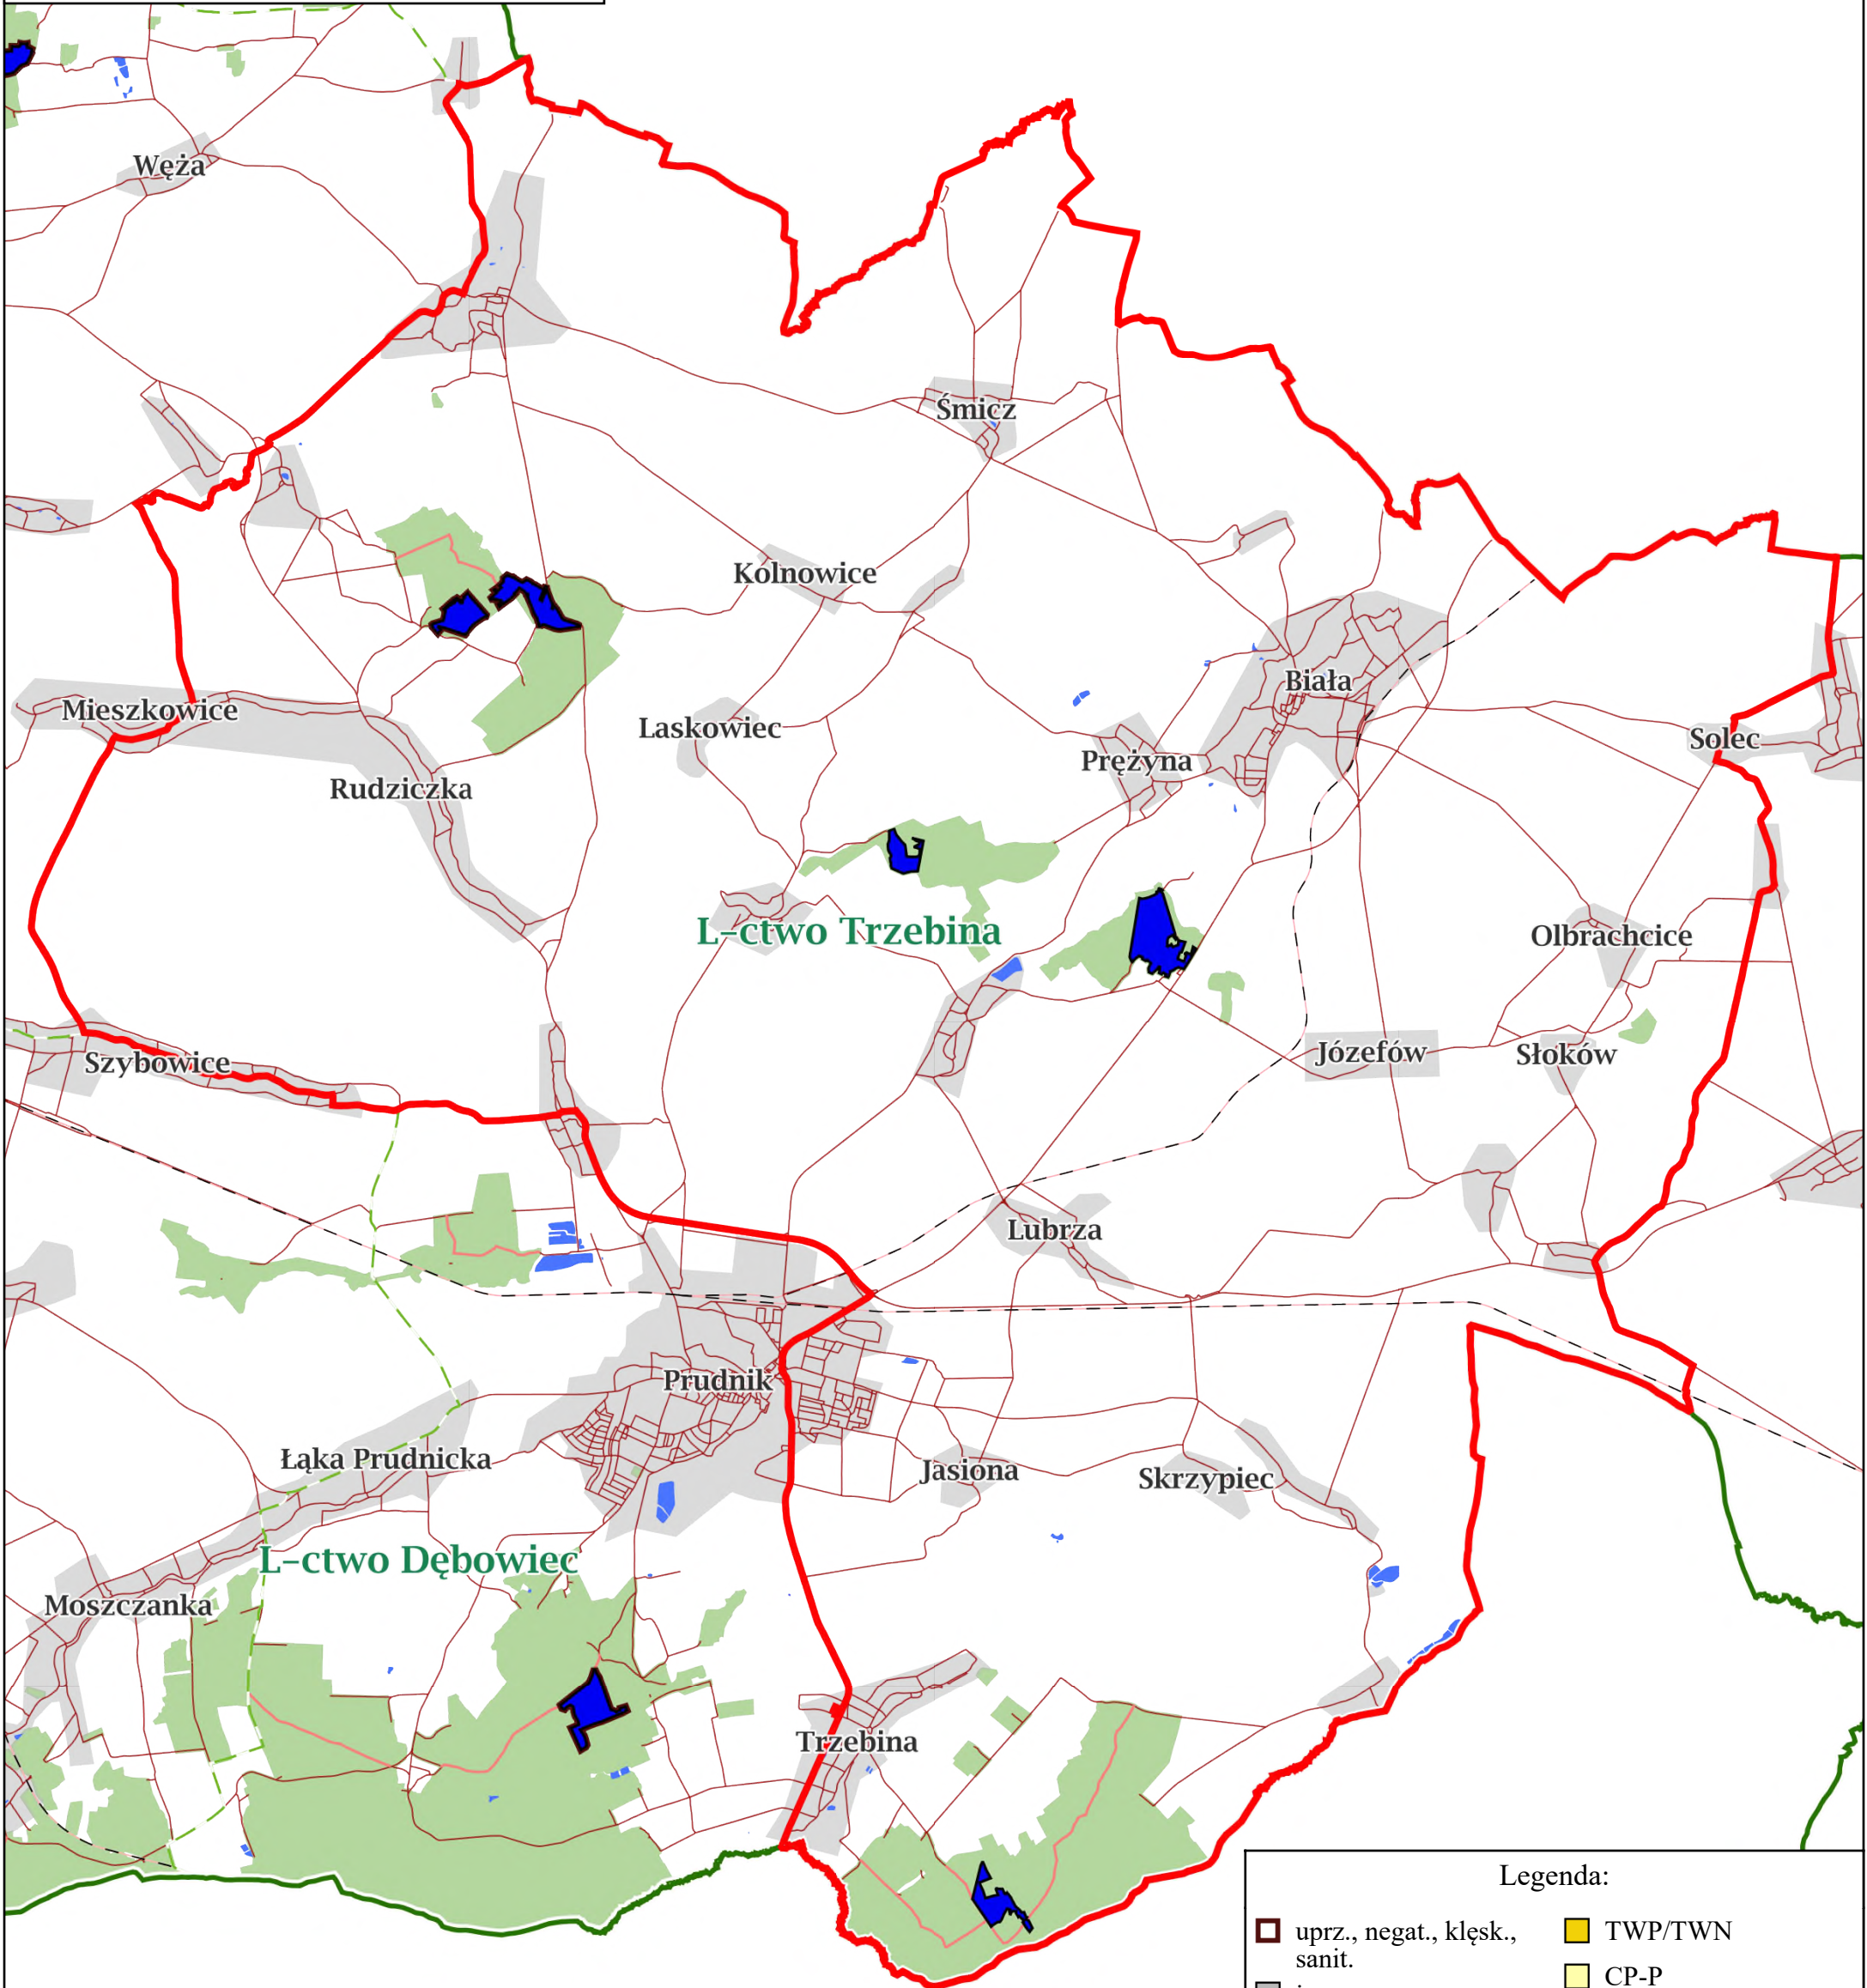 Węża
Śmicz
Kolnowice
Biała
Mieszkowice
Laskowiec
Solec
Prężyna
Rudziczka
L-ctwo Trzebina
Olbrachcice
Szybowice
Józefów
Słoków
Lubrza
Prudnik
Łąka Prudnicka
Jasiona
Skrzypiec
L-ctwo Dębowiec
Moszczanka
Trzebina
Legenda:
uprz., negat., klęsk.,
sanit.
TWP/TWN
CP-P